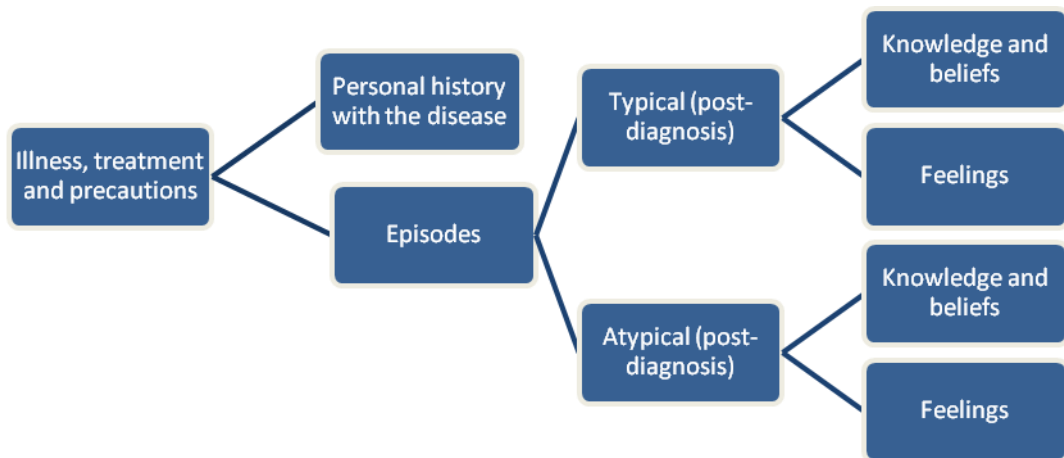 Illness, treatment
and precautions
Personal history
with the disease
Episodes
Typical (post-
diagnosis)
Knowledge and
beliefs
Feelings
Atypical (post-
diagnosis)
Knowledge and
beliefs
Feelings